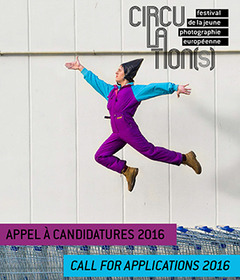 CIRCU
LA
TION(S)
festival
de la jeune
photographie
européenne
APPEL À CANDIDATURES 2016
CALL FOR APPLICATIONS 2016